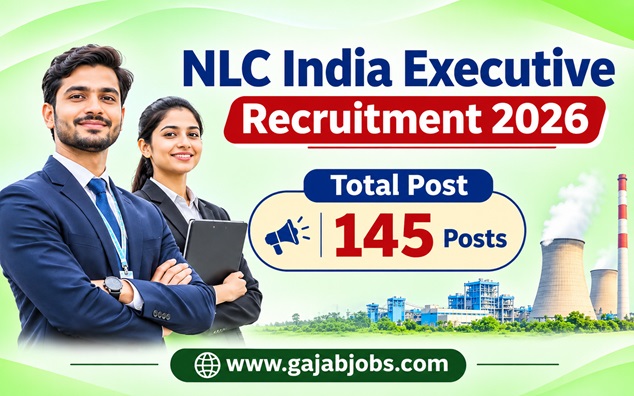 NLC India Executive
Recruitment 2026
Total Post
145 Posts
www.gajabjobs.com